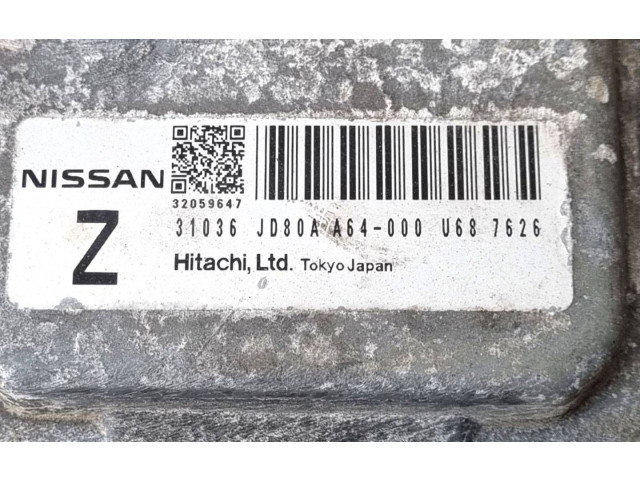 NISSAN
32059647
Z
31036 JD80A A64-000 U68 7626
Hitachi, Ltd. Tokyo Japan